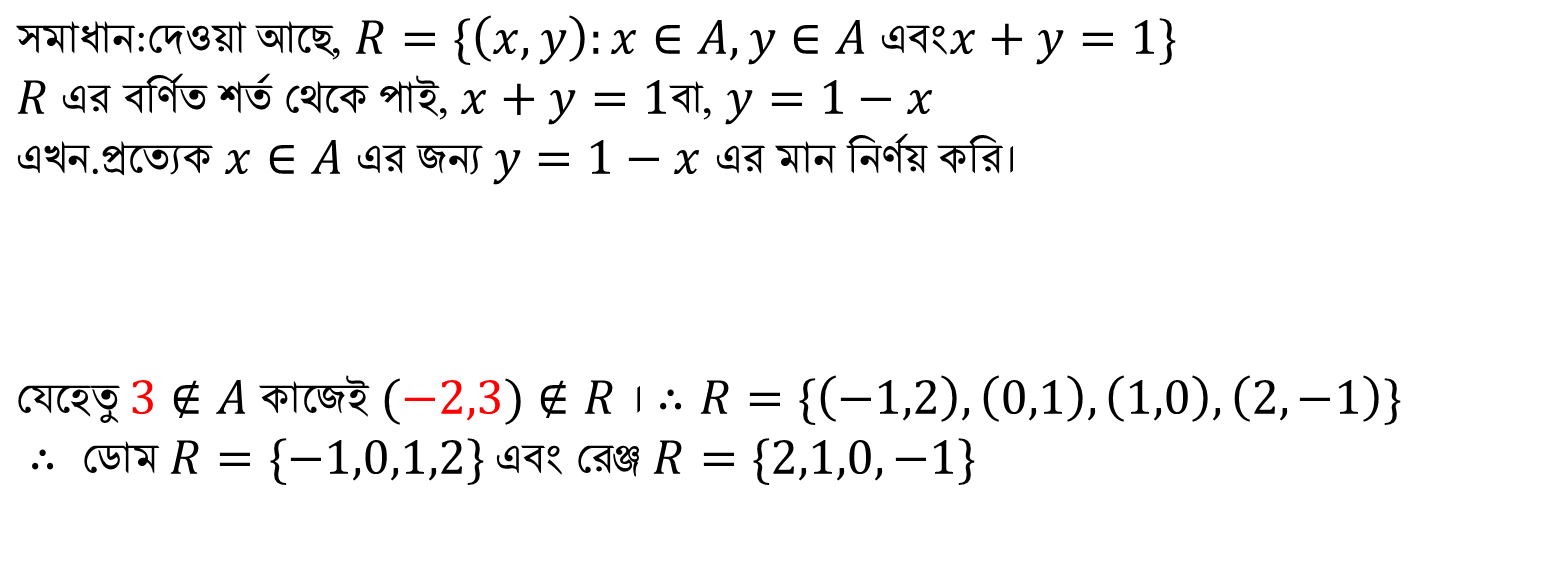 সমাধান:দেওয়া আছে, R = {(x, y): x ∈ A, y ∈ A এবংx + y = 1}
R এর বর্ণিত শর্ত থেকে পাই, x + y = 1বা, y = 1 − x
এখন.প্রত্যেক x ∈ A এর জন্য y = 1 − x এর মান নির্ণয় করি।
যেহেতু 3 ∉ A কাজেই (−2,3) ∉ R । ∴ R = {(−1,2), (0,1), (1,0), (2, −1)}
∴ ডোম R = {−1,0,1,2} এবং রেঞ্জ R = {2,1,0, −1}